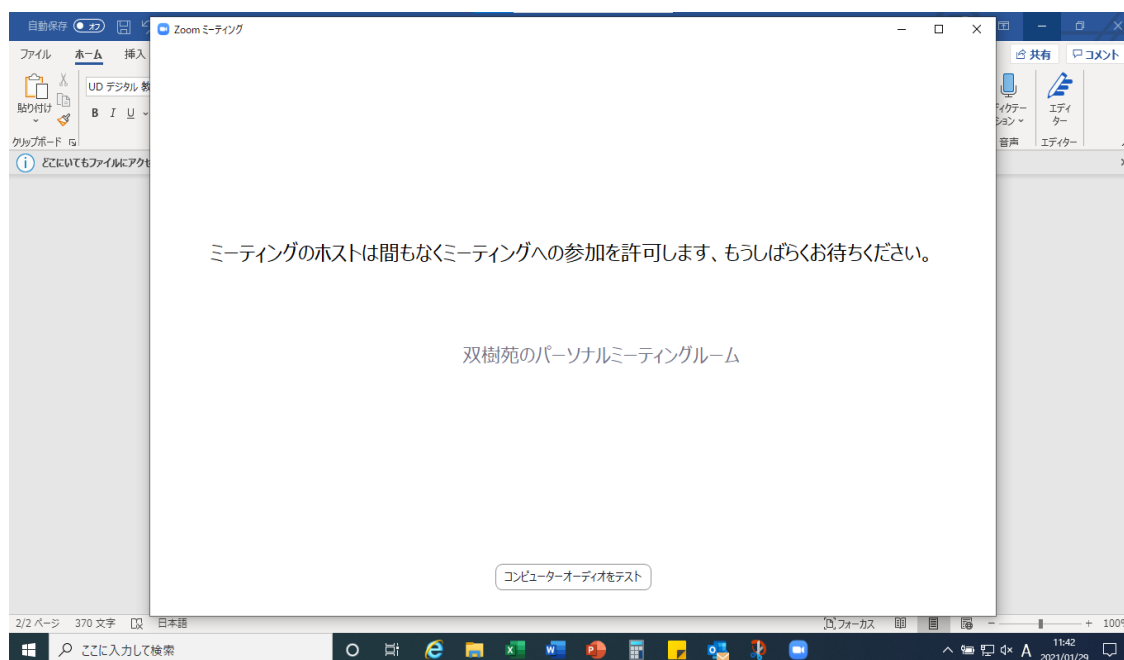 自動保存 オフ
Zoom ミーティング
ファイル ホーム 挿入
共有 コメント
UD デジタル 教
貼り付け
B I U
クリップボード
ディクテー
ション
エディ
ター
音声 エディター
どこにいてもファイルにアクセ
ミーティングのホストは間もなくミーティングへの参加を許可します、もうしばらくお待ちください。
双樹苑のパーソナルミーティングルーム
コンピューターオーディオをテスト
2/2 ページ 370 文字 日本語
フォーカス
100%
ここに入力して検索
A
11:42
2021/01/29